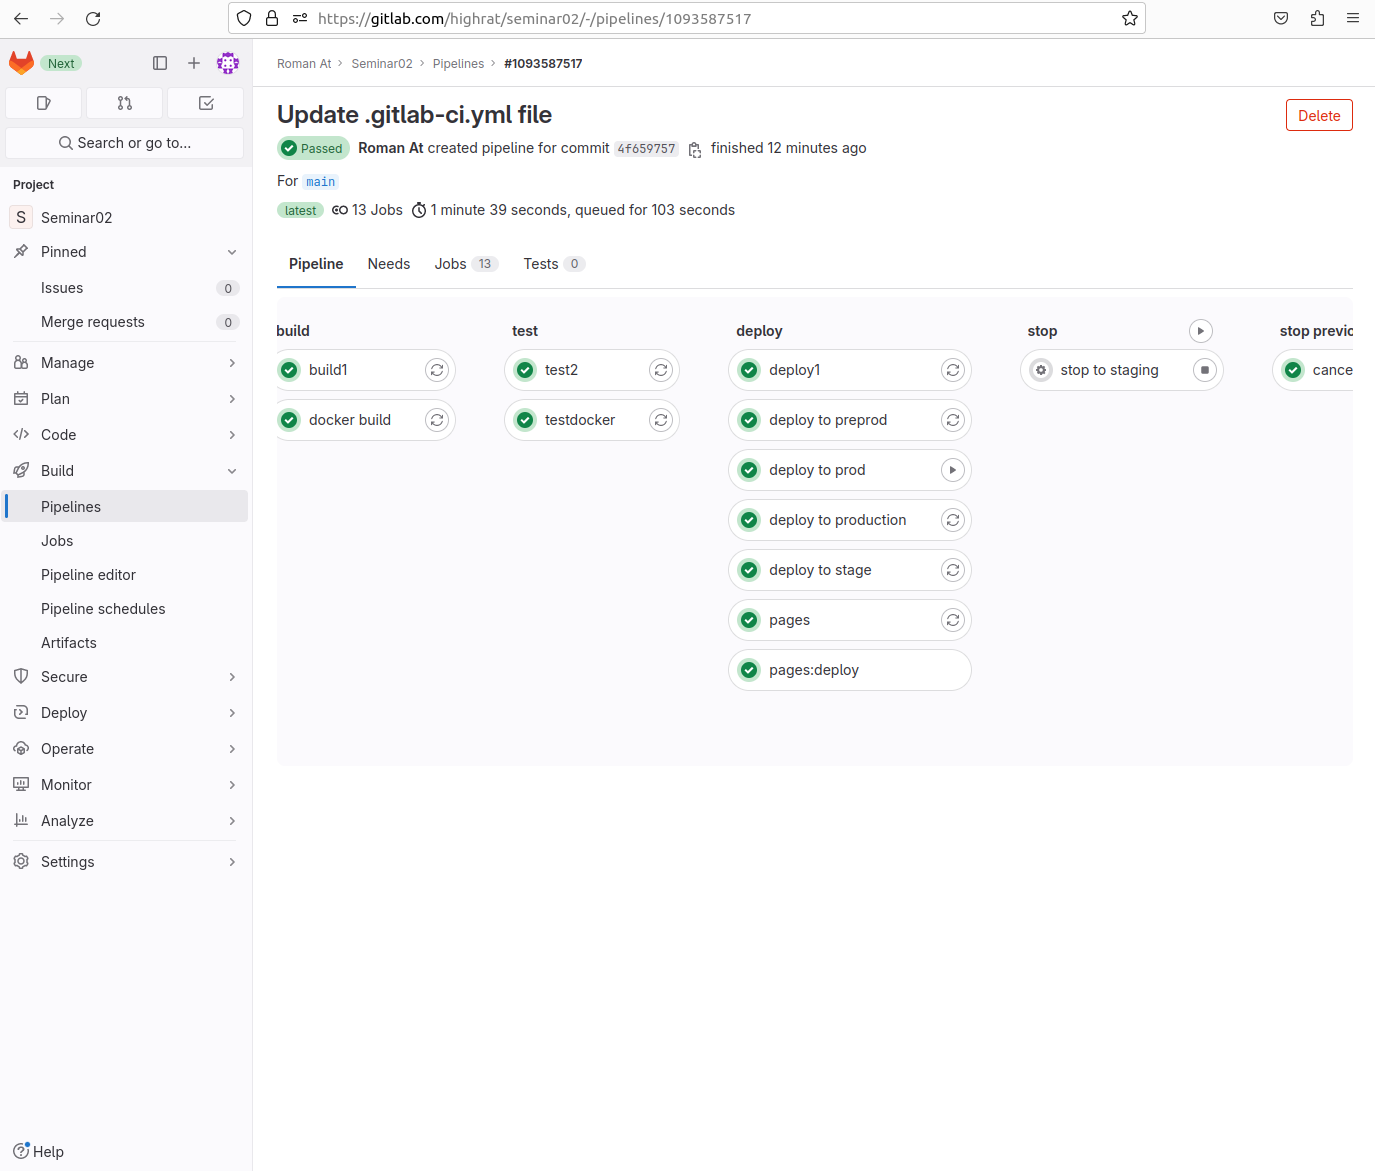 https://gitlab.com/highrat/seminar02/-/pipelines/1093587517
Next
Roman At > Seminar02 > Pipelines > #1093587517
Update .gitlab-ci.yml file
Delete
Search or go to...
Passed Roman At created pipeline for commit 4f659757 finished 12 minutes ago
For main
latest 13 Jobs 1 minute 39 seconds, queued for 103 seconds
Pipeline Needs Jobs 13 Tests 0
Project
S Seminar02
Pinned
Issues 0
Merge requests 0
Manage
Plan
Code
Build
Pipelines
Jobs
Pipeline editor
Pipeline schedules
Artifacts
Secure
Deploy
Operate
Monitor
Analyze
Settings
Help
build
build1
docker build
test
test2
testdocker
deploy
deploy1
deploy to preprod
deploy to prod
deploy to production
deploy to stage
pages
pages:deploy
stop
stop to staging
stop previo
cance